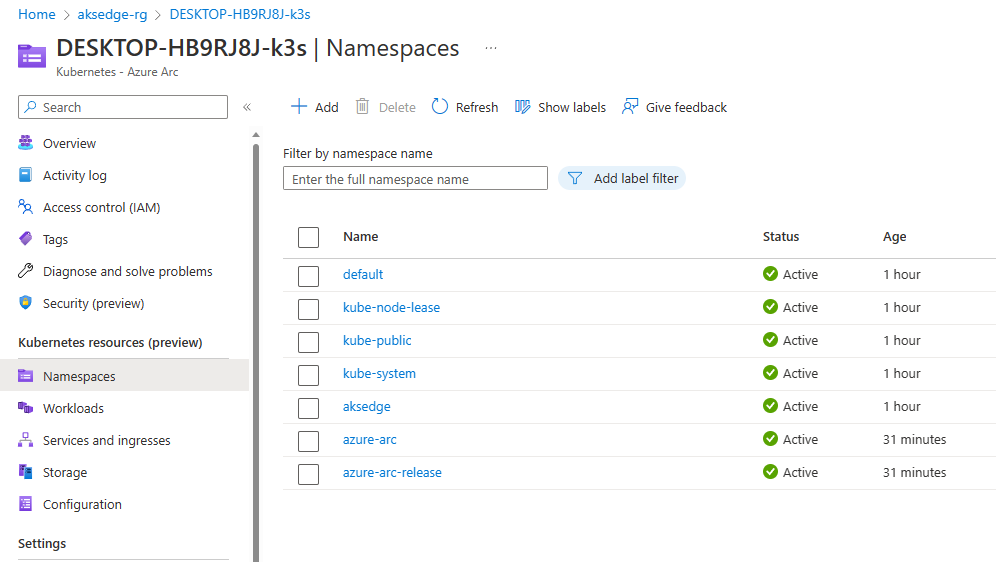 Home > aksedge-rg > DESKTOP-HB9RJ8J-k3s
DESKTOP-HB9RJ8J-k3s | Namespaces ...
Kubernetes - Azure Arc
Search «
Overview
Activity log
Access control (IAM)
Tags
Diagnose and solve problems
Security (preview)
Kubernetes resources (preview)
Namespaces
Workloads
Services and ingresses
Storage
Configuration
Settings
Add Delete Refresh Show labels Give feedback
Filter by namespace name
Enter the full namespace name Add label filter
Name Status Age
default Active 1 hour
kube-node-lease Active 1 hour
kube-public Active 1 hour
kube-system Active 1 hour
aksedge Active 1 hour
azure-arc Active 31 minutes
azure-arc-release Active 31 minutes